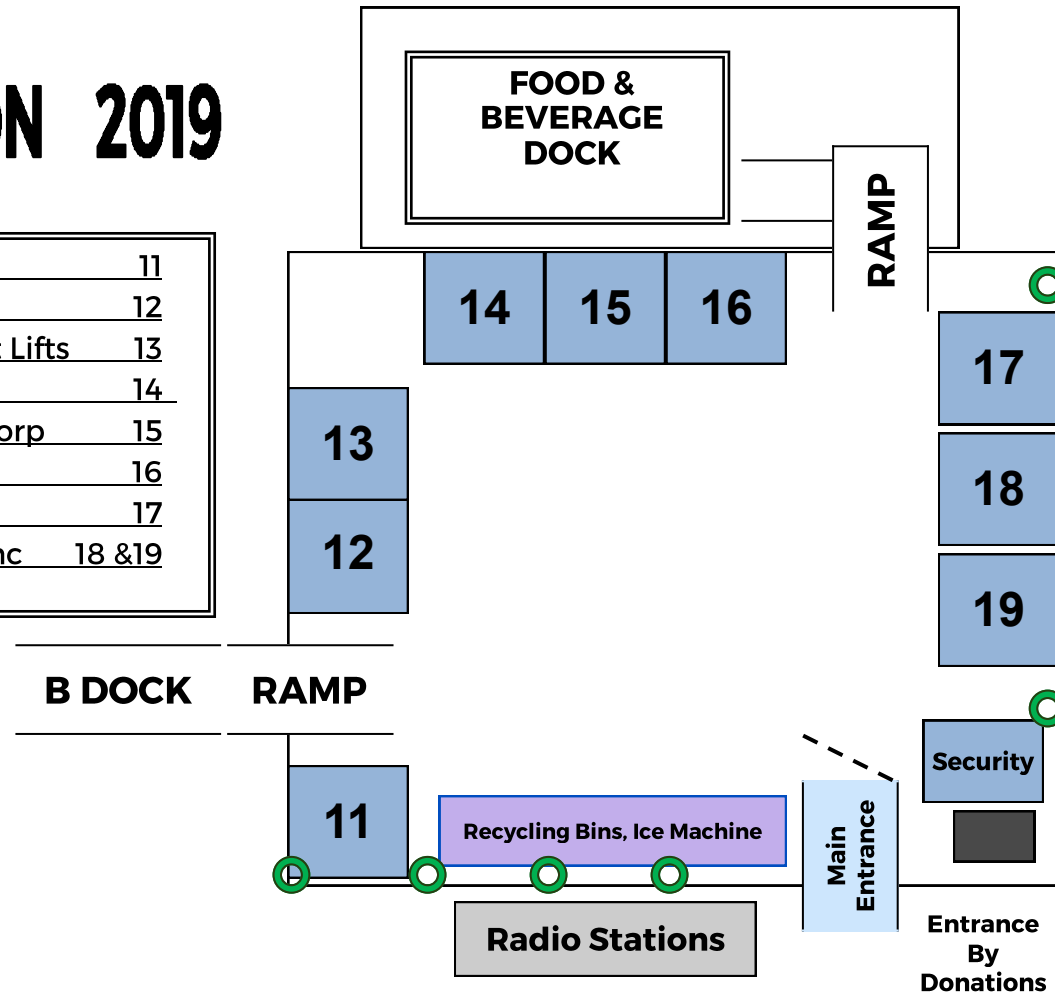 ON 2019
FOOD &
BEVERAGE
DOCK
RAMP
11
12
Lifts 13
14
15
16
17
18 &19
14 15 16
17
13
18
12
19
B DOCK RAMP
Security
11
Recycling Bins, Ice Machine
Main
Entrance
Radio Stations
Entrance
By
Donations